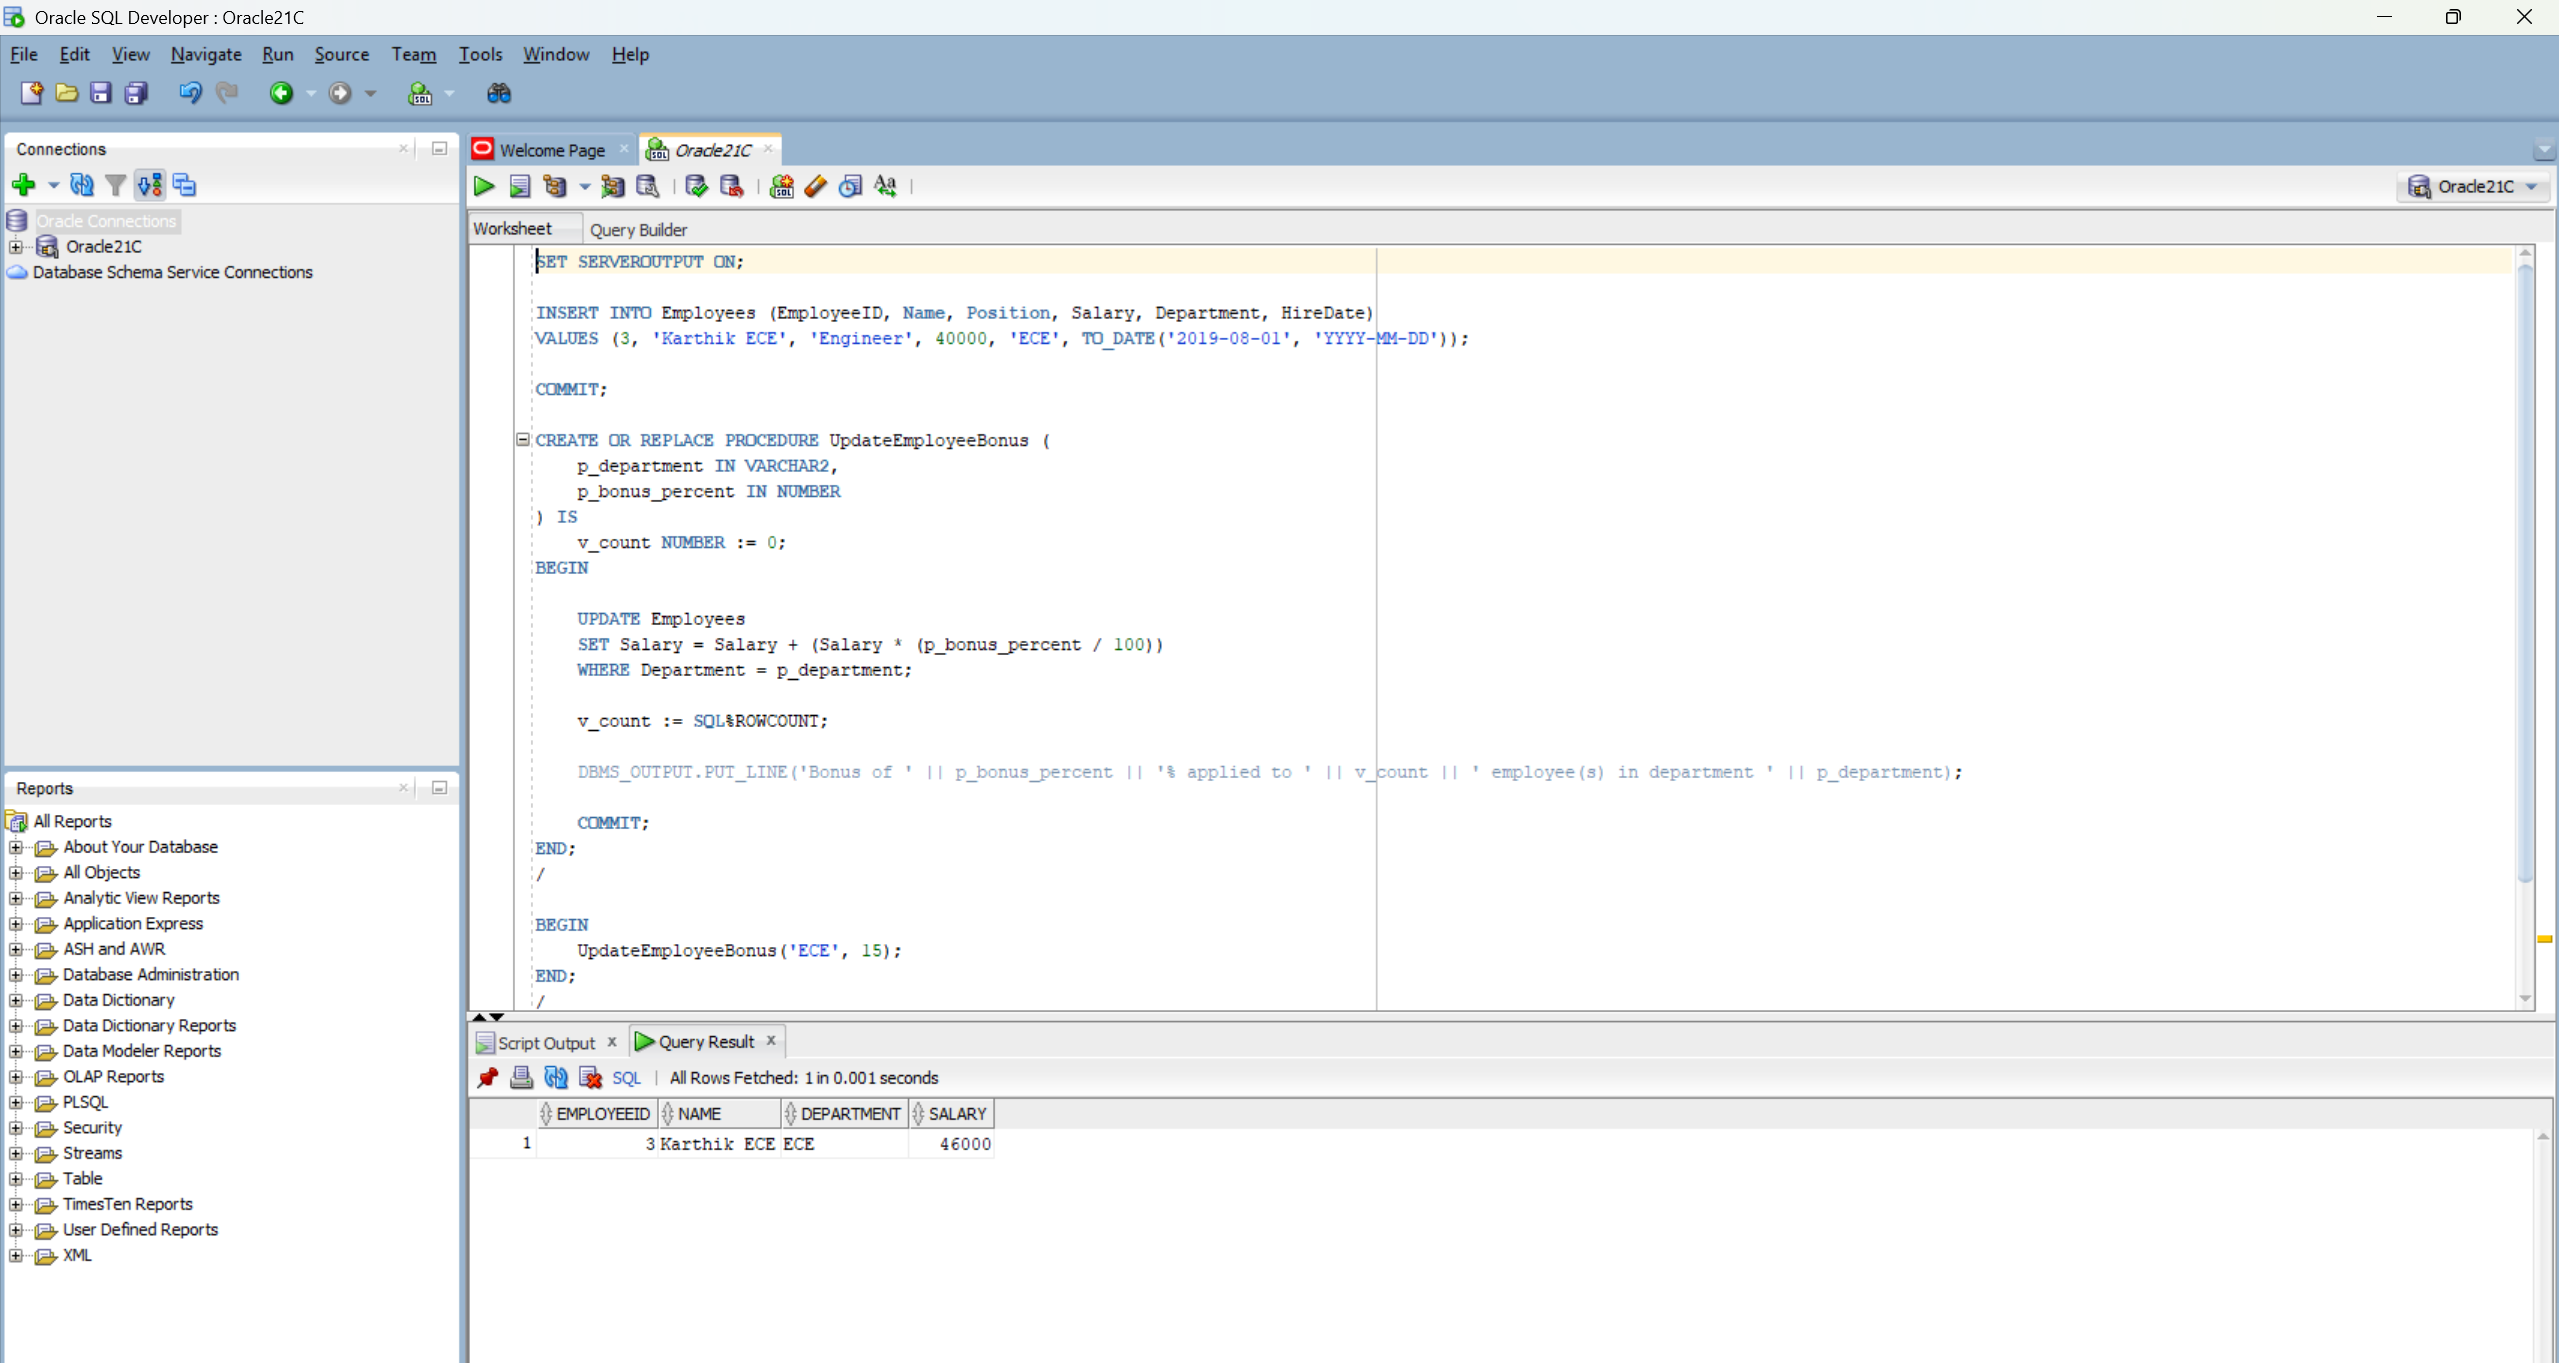 Oracle SQL Developer : Oracle21C
File Edit View Navigate Run Source Team Tools Window Help
Connections
Oracle Connections
Oracle21C
Database Schema Service Connections
Reports
All Reports
About Your Database
All Objects
Analytic View Reports
Application Express
ASH and AWR
Database Administration
Data Dictionary
Data Dictionary Reports
Data Modeler Reports
OLAP Reports
PLSQL
Security
Streams
Table
TimesTen Reports
User Defined Reports
XML
Welcome Page Oracle21C
Oracle21C
Worksheet Query Builder
SET SERVEROUTPUT ON;
INSERT INTO Employees (EmployeeID, Name, Position, Salary, Department, HireDate)
VALUES (3, 'Karthik ECE', 'Engineer', 40000, 'ECE', TO_DATE('2019-08-01', 'YYYY-MM-DD'));
COMMIT;
CREATE OR REPLACE PROCEDURE UpdateEmployeeBonus (
p_department IN VARCHAR2,
p_bonus_percent IN NUMBER
) IS
v_count NUMBER := 0;
BEGIN
UPDATE Employees
SET Salary = Salary + (Salary * (p_bonus_percent / 100))
WHERE Department = p_department;
v_count := SQL%ROWCOUNT;
DBMS_OUTPUT.PUT_LINE('Bonus of ' || p_bonus_percent || '% applied to ' || v_count || ' employee(s) in department ' || p_department);
COMMIT;
END;
/
BEGIN
UpdateEmployeeBonus('ECE', 15);
END;
/
Script Output x Query Result x
SQL | All Rows Fetched: 1 in 0.001 seconds
EMPLOYEEID NAME DEPARTMENT SALARY
1 3 Karthik ECE ECE 46000